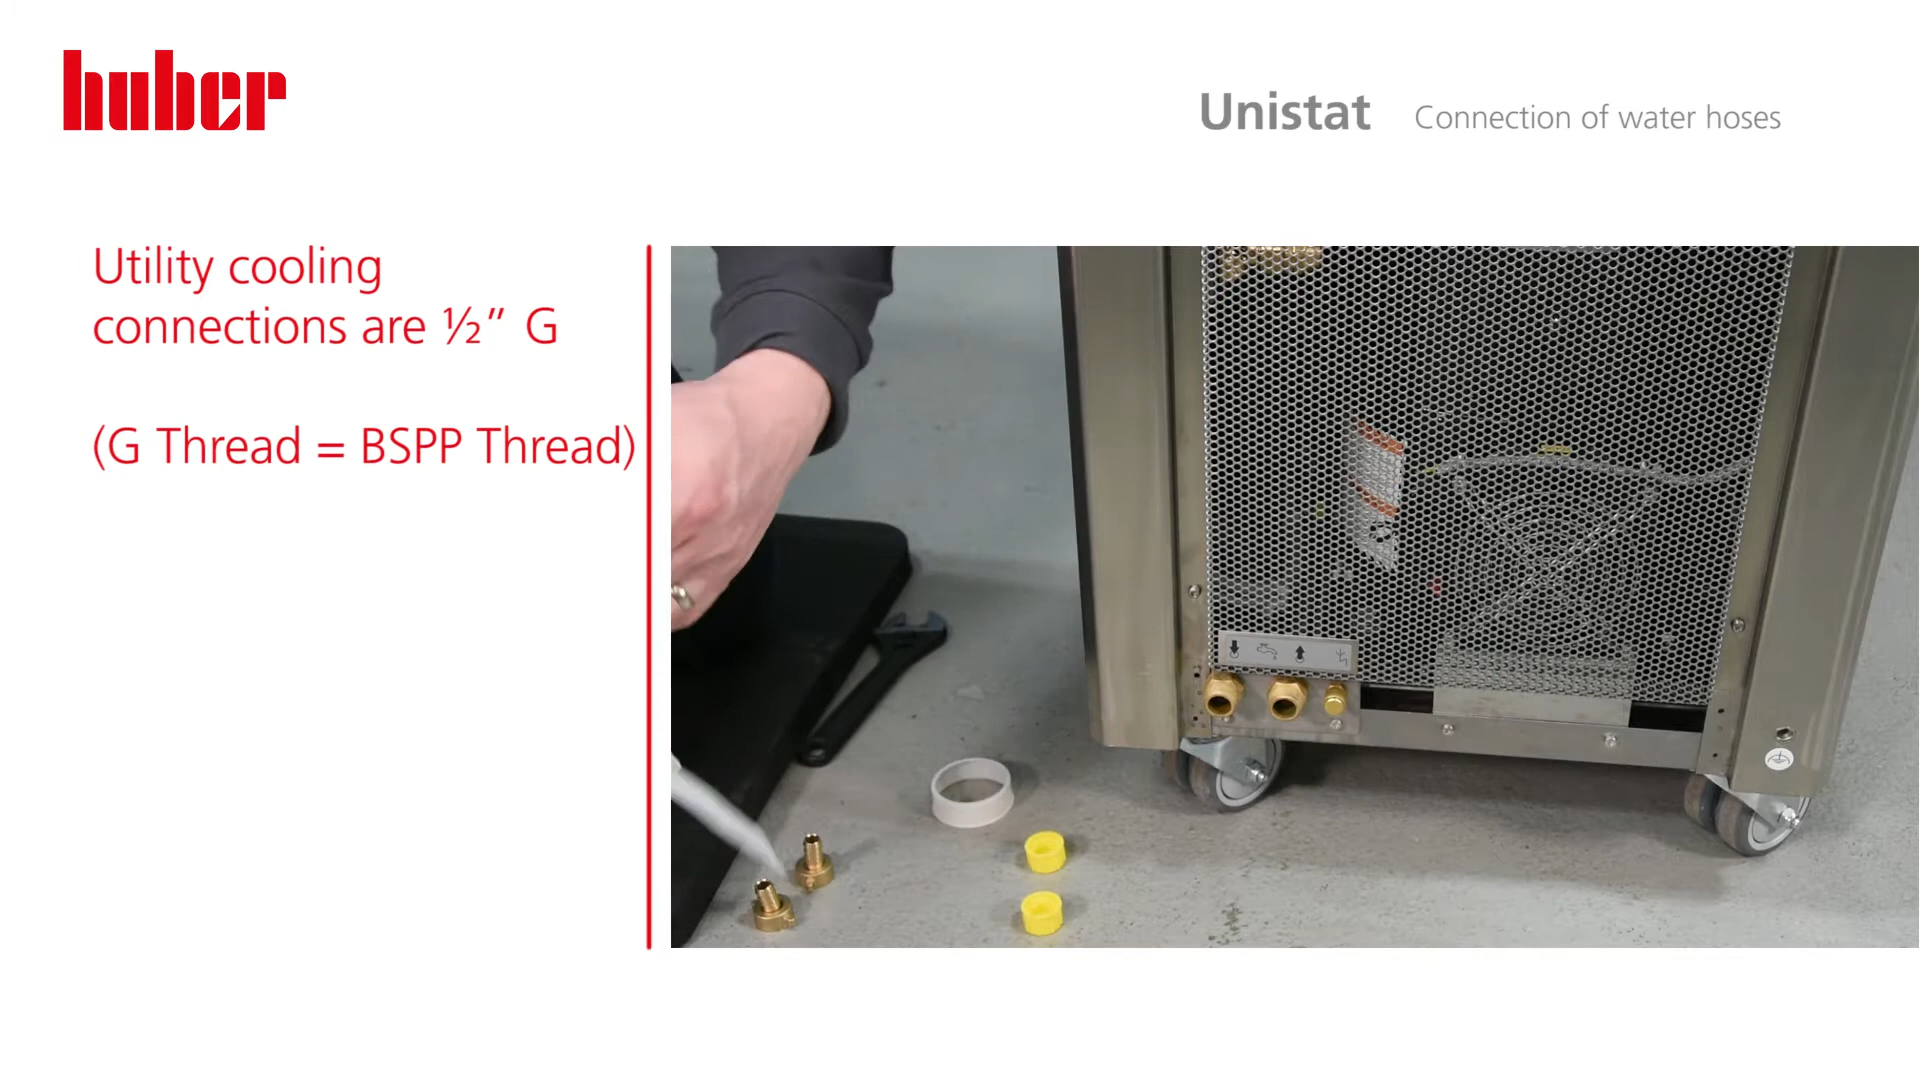 huber
Unistat Connection of water hoses
Utility cooling
connections are ½” G
(G Thread = BSPP Thread)